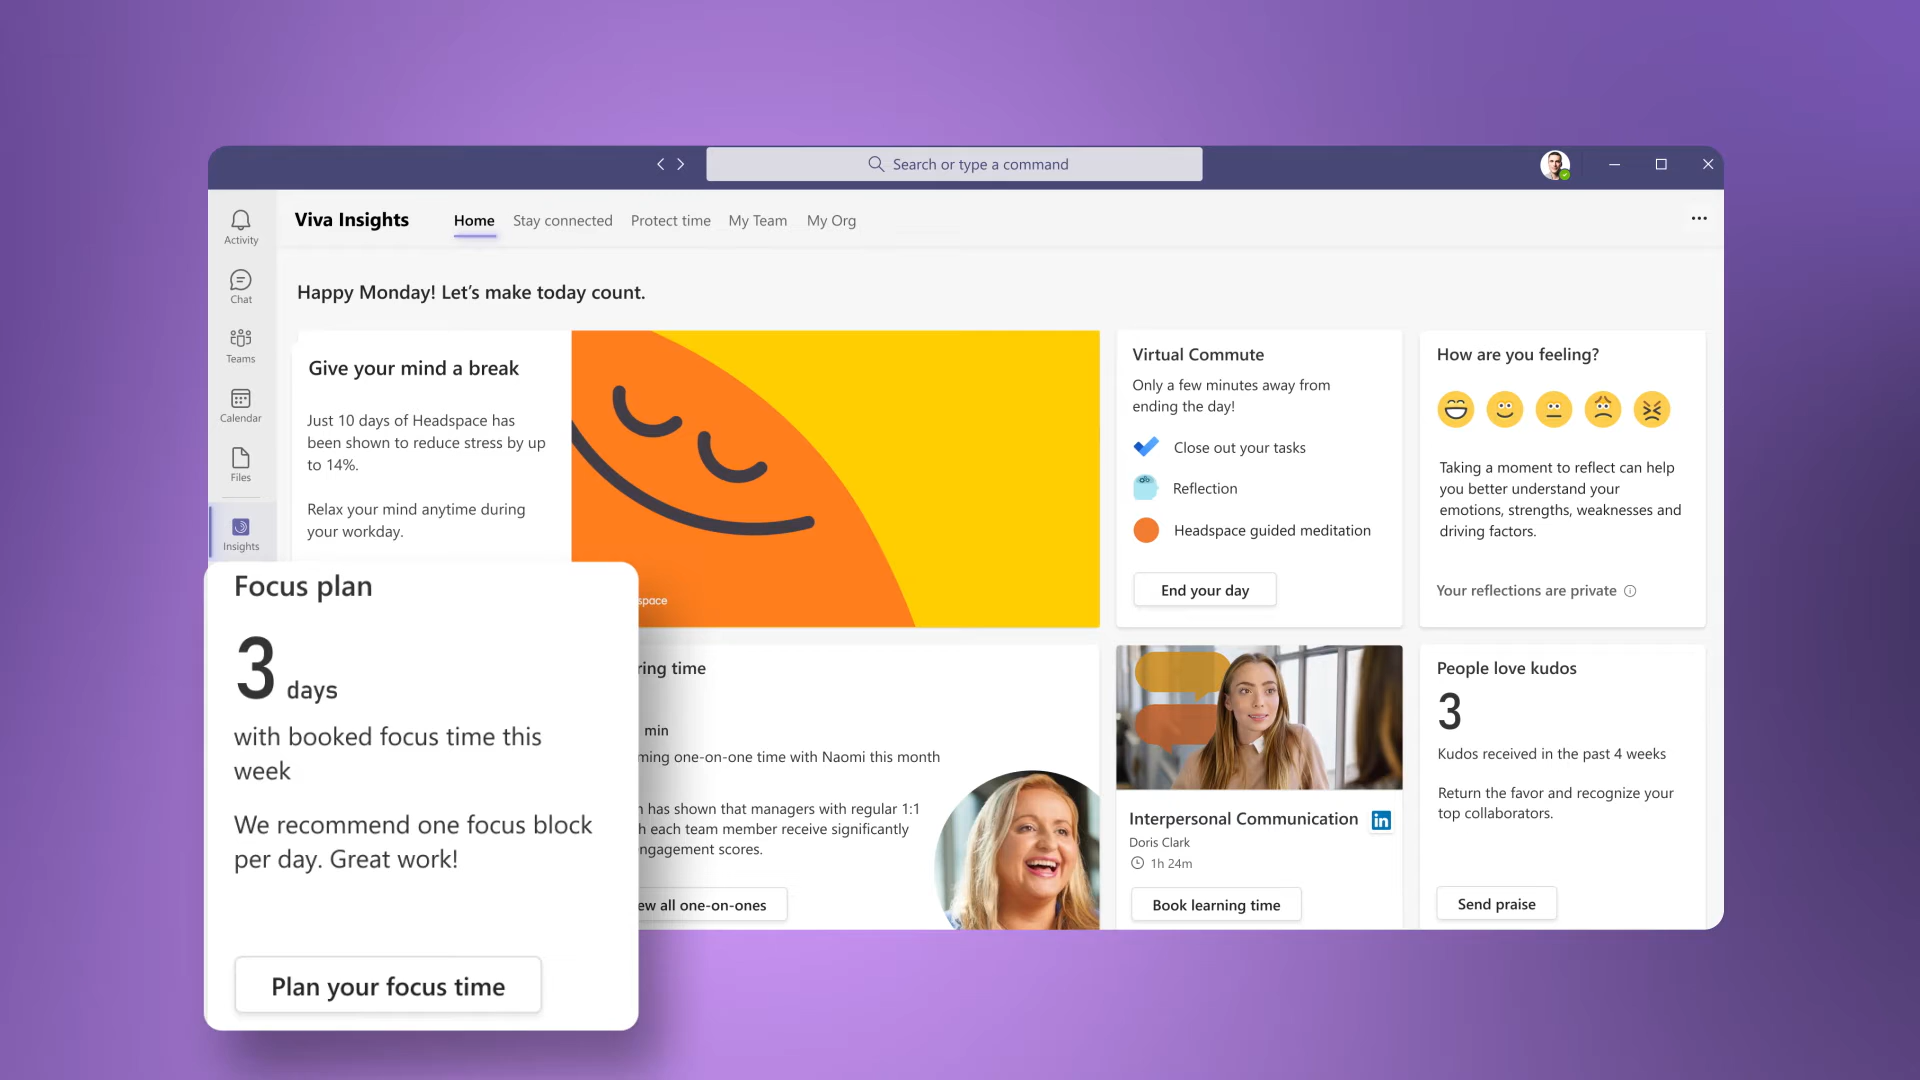 Search or type a command
Viva Insights
Home
Stay connected
Protect time
My Team
My Org
Activity
Chat
Teams
Calendar
Files
Insights
Happy Monday! Let's make today count.
Give your mind a break
Just 10 days of Headspace has
been shown to reduce stress by up
to 14%.
Relax your mind anytime during
your workday.
space
Virtual Commute
Only a few minutes away from
ending the day!
Close out your tasks
Reflection
Headspace guided meditation
End your day
How are you feeling?
Taking a moment to reflect can help
you better understand your
emotions, strengths, weaknesses and
driving factors.
Your reflections are private
Focus plan
3 days
with booked focus time this
week
We recommend one focus block
per day. Great work!
Plan your focus time
ring time
min
ming one-on-one time with Naomi this month
has shown that managers with regular 1:1
h each team member receive significantly
ngagement scores.
ew all one-on-ones
Interpersonal Communication in
Doris Clark
1h 24m
Book learning time
People love kudos
3
Kudos received in the past 4 weeks
Return the favor and recognize your
top collaborators.
Send praise